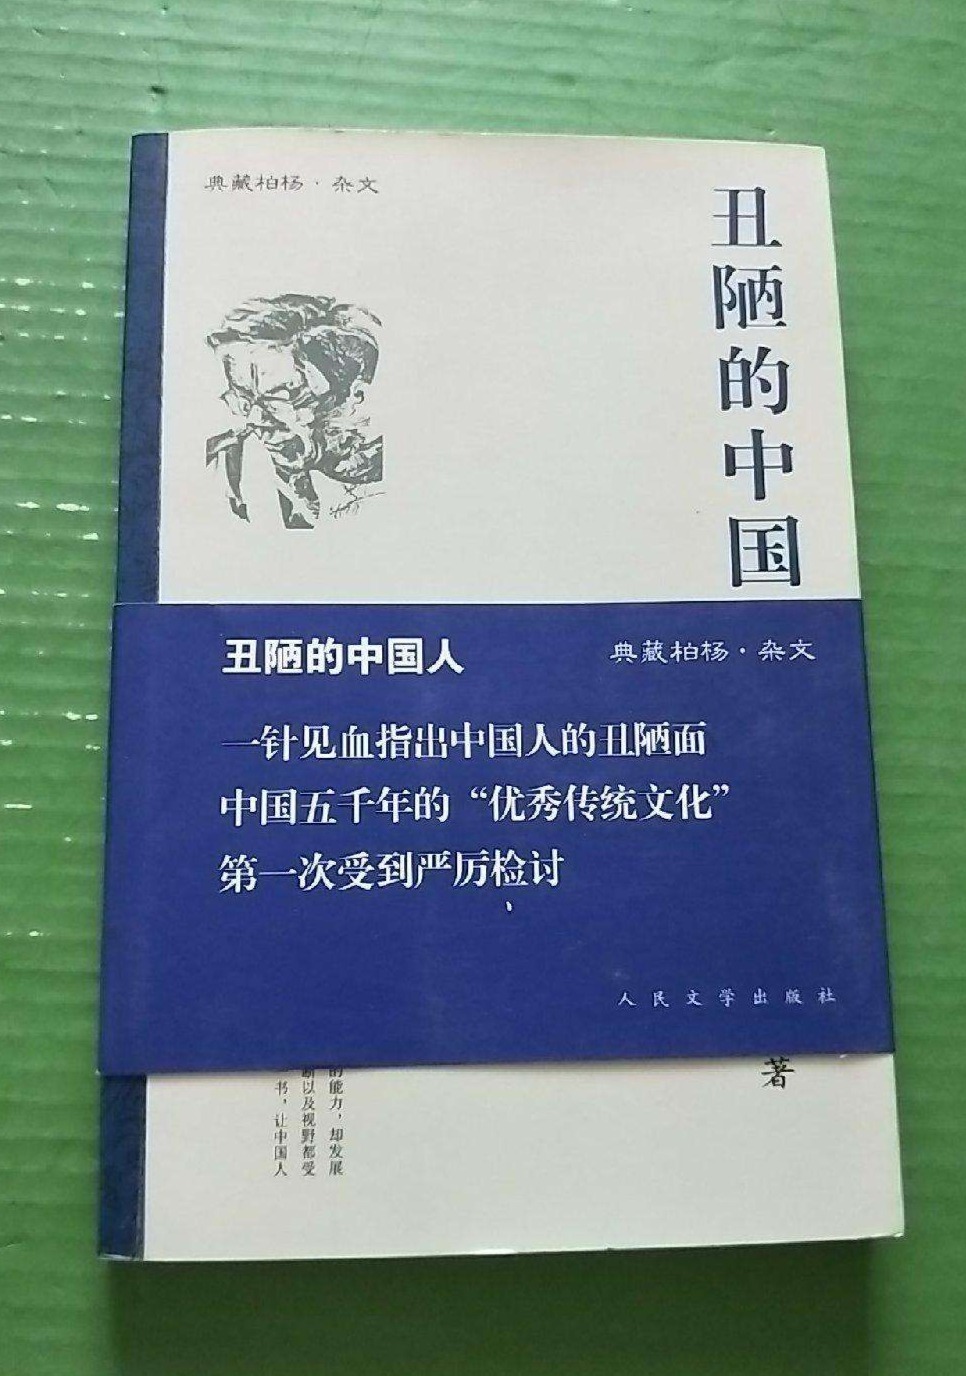 典藏柏杨·杂文
丑陋的中国
丑陋的中国人
典藏柏杨·杂文
一针见血指出中国人的丑陋面
中国五千年的“优秀传统文化”
第一次受到严厉检讨
人民文学出版社
著
的能力，却发展
断以及视野都受
书，让中国人